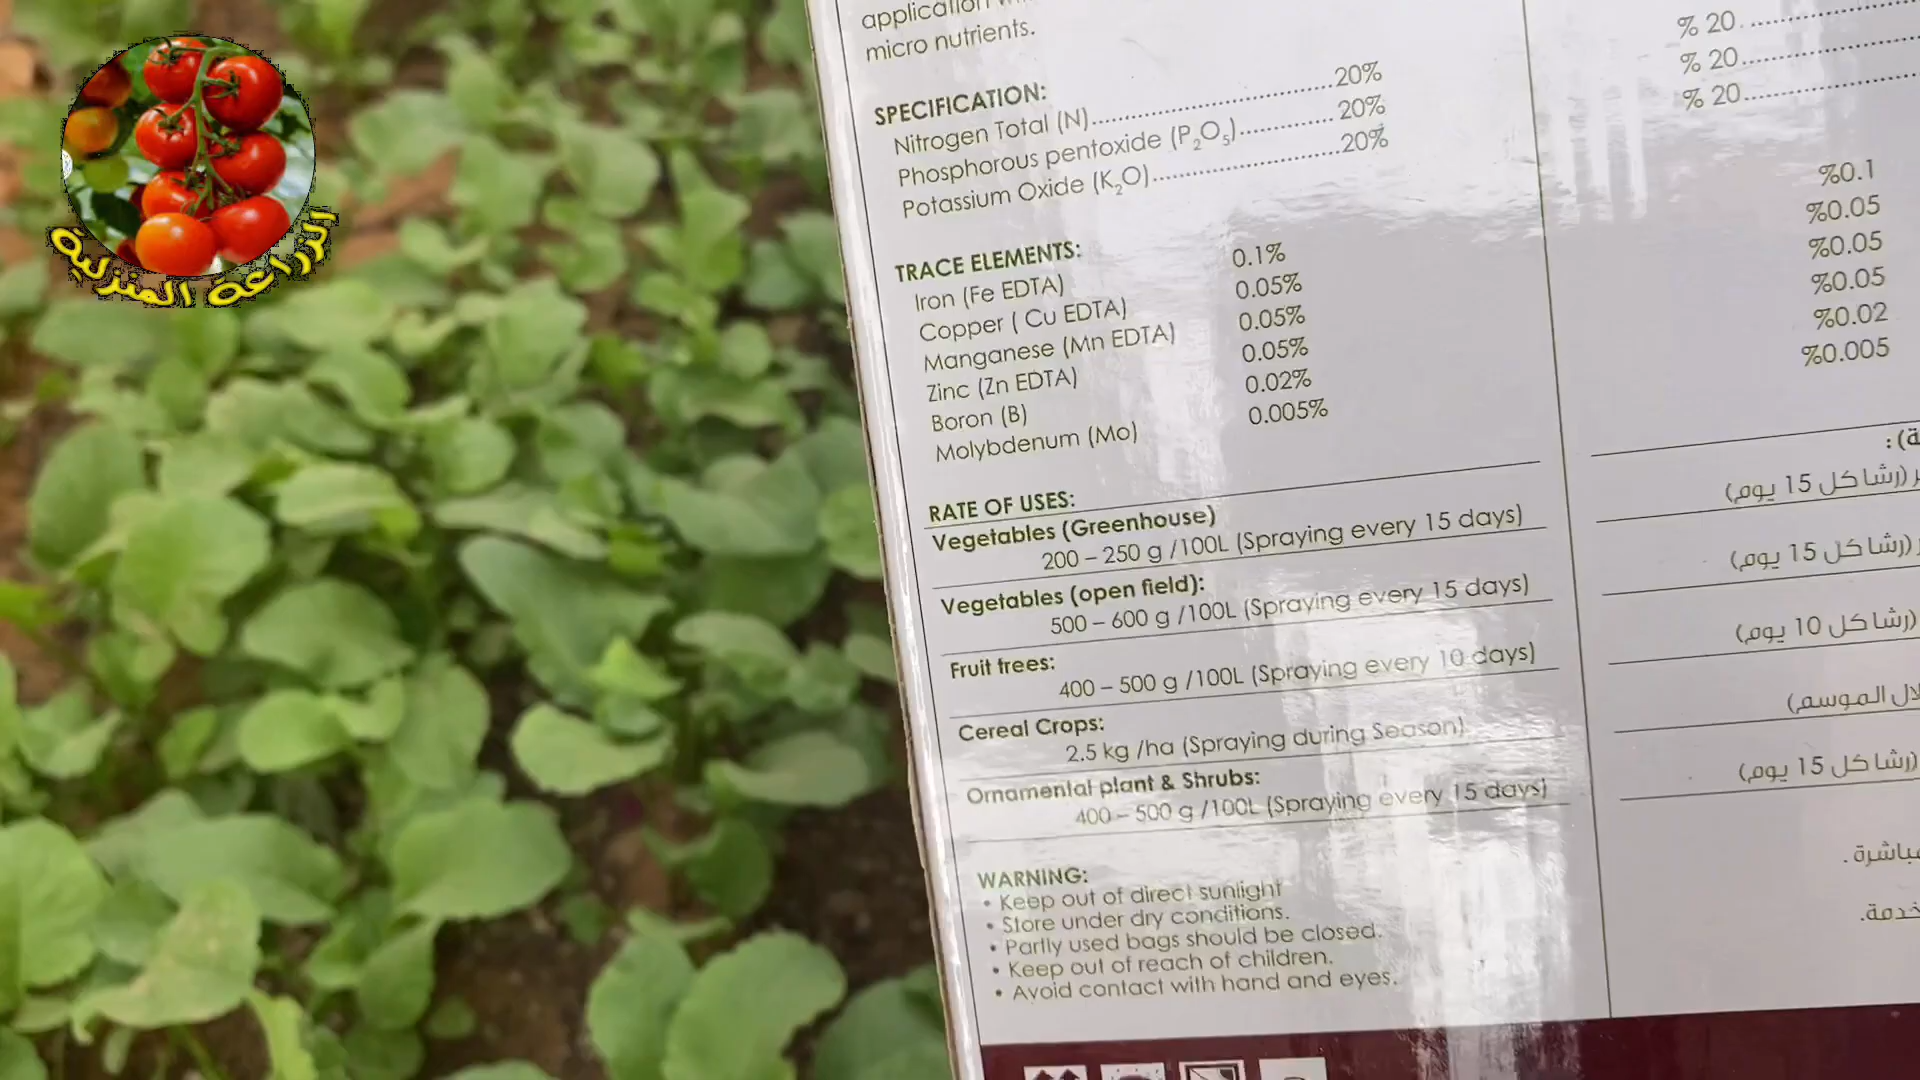 الزراعة المنزلية
application
micro nutrients.
SPECIFICATION:
Nitrogen Total (N)..........20%
Phosphorous pentoxide (P₂O₅)..........20%
Potassium Oxide (K₂O)..........20%
TRACE ELEMENTS:
Iron (Fe EDTA) 0.1%
Copper ( Cu EDTA) 0.05%
Manganese (Mn EDTA) 0.05%
Zinc (Zn EDTA) 0.05%
Boron (B) 0.02%
Molybdenum (Mo) 0.005%
RATE OF USES:
Vegetables (Greenhouse)
200 – 250 g /100L (Spraying every 15 days)
Vegetables (open field):
500 – 600 g /100L (Spraying every 15 days)
Fruit trees:
400 – 500 g /100L (Spraying every 10 days)
Cereal Crops:
2.5 kg /ha (Spraying during Season)
Ornamental plant & Shrubs:
400 – 500 g /100L (Spraying every 15 days)
WARNING:
• Keep out of direct sunlight
• Store under dry conditions.
• Partly used bags should be closed.
• Keep out of reach of children.
• Avoid contact with hand and eyes.
% 20..........
% 20..........
% 20..........
%0.1
%0.05
%0.05
%0.05
%0.02
%0.005
(رشا كل 15 يوم)
(رشا كل 15 يوم)
(رشا كل 10 يوم)
الموسم)
(رشا كل 15 يوم)